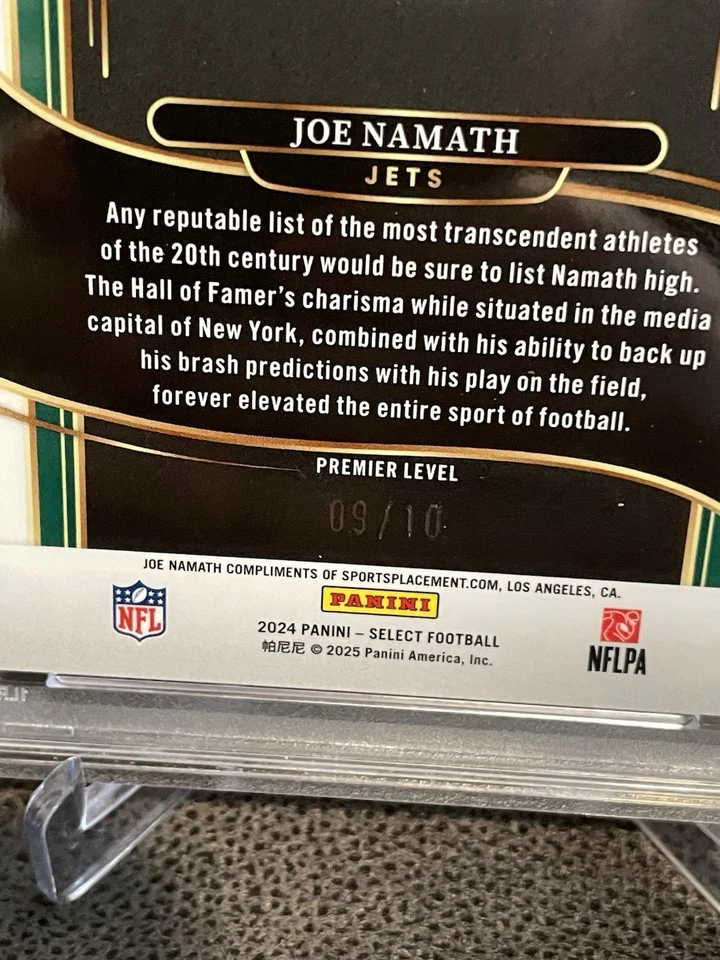 JOE NAMATH
JETS
Any reputable list of the most transcendent athletes
of the 20th century would be sure to list Namath high.
The Hall of Famer's charisma while situated in the media
capital of New York, combined with his ability to back up
his brash predictions with his play on the field,
forever elevated the entire sport of football.
PREMIER LEVEL
09/10
JOE NAMATH COMPLIMENTS OF SPORTSPLACEMENT.COM, LOS ANGELES, CA.
NFL
PANINI
2024 PANINI – SELECT FOOTBALL
帕尼尼 © 2025 Panini America, Inc.
NFLPA